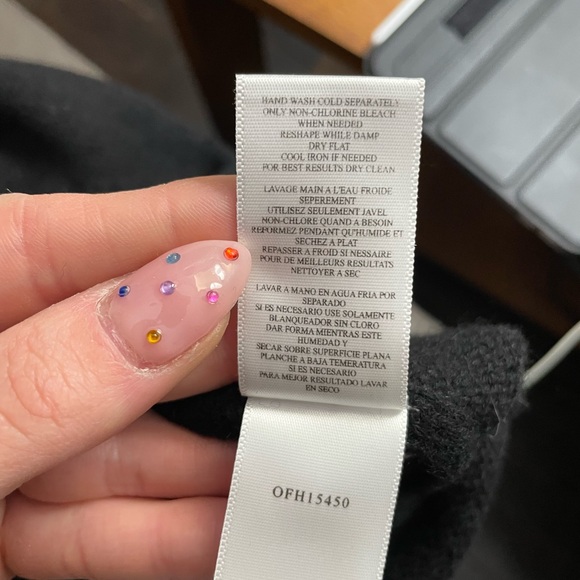 HAND WASH COLD SEPARATELY
ONLY NON-CHLORINE BLEACH
WHEN NEEDED
RESHAPE WHILE DAMP
DRY FLAT
COOL IRON IF NEEDED
FOR BEST RESULTS DRY CLEAN
LAVAGE MAIN A L'EAU FROIDE
SEPEREMENT
UTILISEZ SEULEMENT JAVEL
NON-CHLORE QUAND A BESOIN
REFORMEZ PENDANT QU'HUMIDE ET
SECHEZ A PLAT
REPASSER A FROID SI NESSAIRE
POUR DE MEILLEURS RESULTATS
NETTOYER A SEC
LAVAR A MANO EN AGUA FRIA POR
SEPARADO
SI ES NECESARIO USE SOLAMENTE
BLANQUEADOR SIN CLORO
DAR FORMA MIENTRAS ESTE
HUMEDAD Y
SECAR SOBRE SUPERFICIE PLANA
PLANCHE A BAJA TEMERATURA
SI ES NECESARIO
PARA MEJOR RESULTADO LAVAR
EN SECO
OFH15450